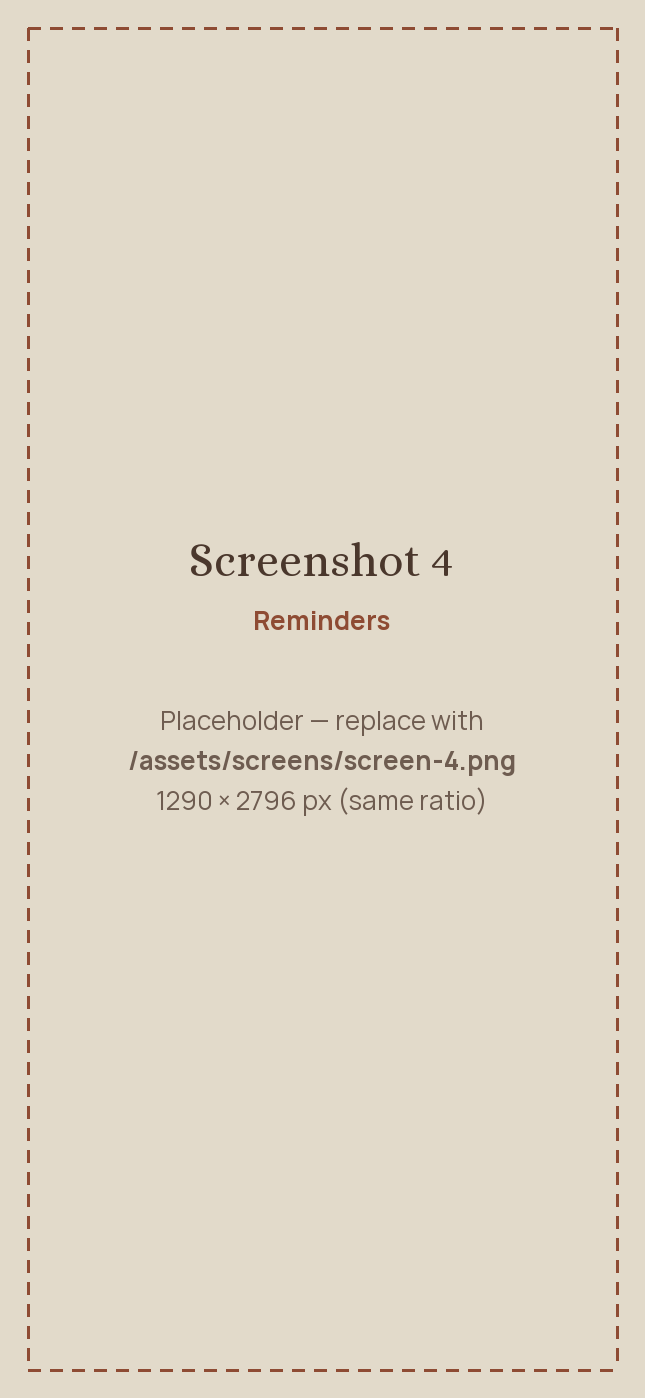 Screenshot 4
Reminders
Placeholder — replace with
/assets/screens/screen-4.png
1290 × 2796 px (same ratio)